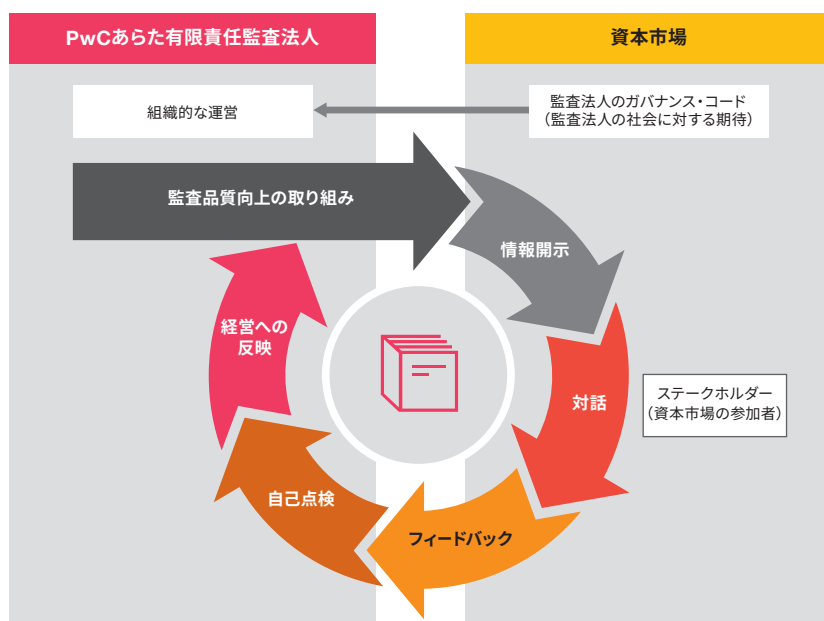 PwCあらた有限責任監査法人
資本市場
組織的な運営
監査法人のガバナンス・コード
（監査法人の社会に対する期待）
監査品質向上の取り組み
情報開示
経営への
反映
対話
ステークホルダー
（資本市場の参加者）
自己点検
フィードバック